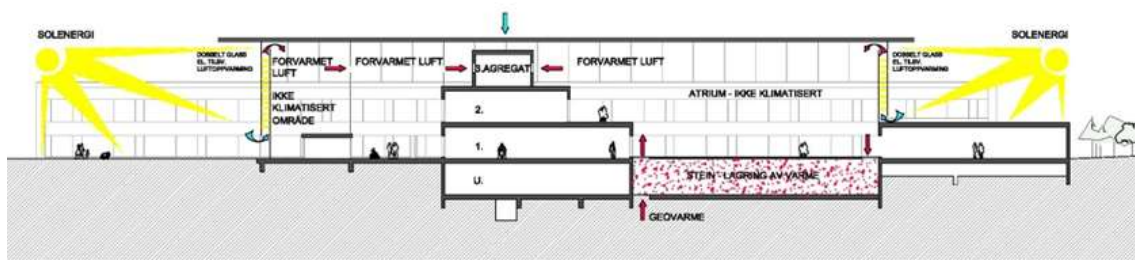 SOLENERGI
SOLENERGI
DOBBELT GLASS
EL. TILSV.
LUFTOPPVARMING
FORVARMET
LUFT
FORVARMET LUFT
3.AGREGAT
FORVARMET LUFT
DOBBELT GLASS
EL. TILSV.
LUFTOPPVARMING
IKKE
KLIMATISERT
OMRÅDE
ATRIUM - IKKE KLIMATISERT
2.
1.
U.
STEIN - LAGRING AV VARME
GEOVARME